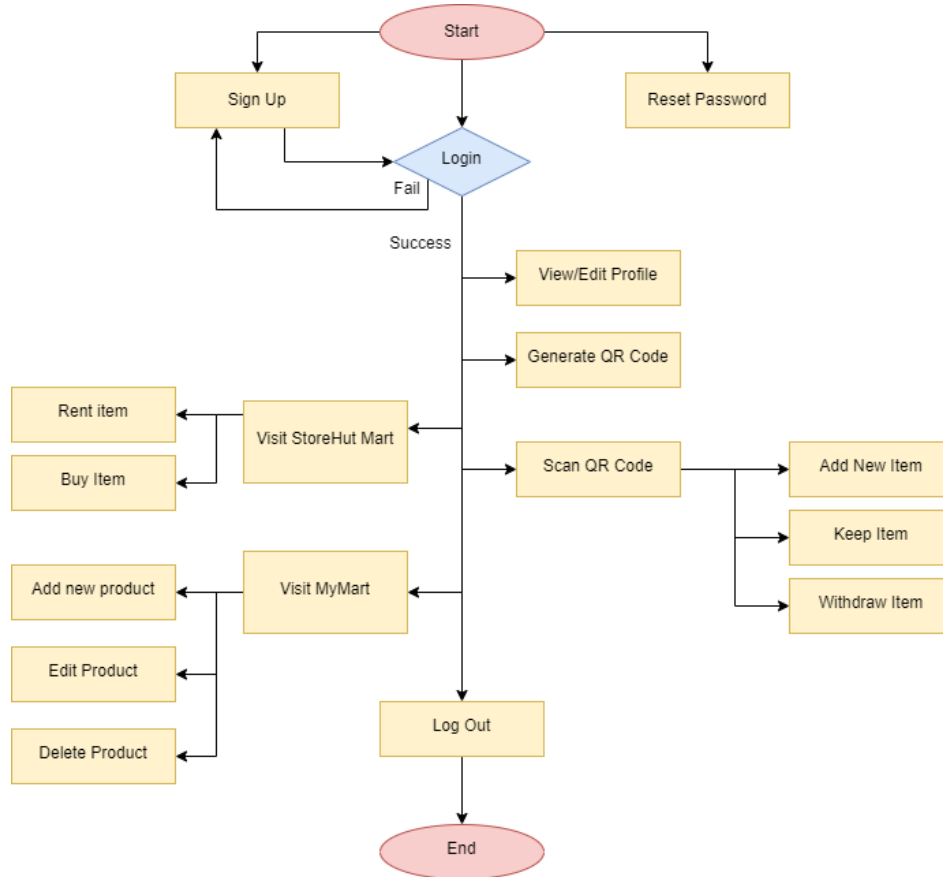 Start
Sign Up
Reset Password
Login
Fail
Success
View/Edit Profile
Generate QR Code
Rent item
Visit StoreHut Mart
Buy Item
Scan QR Code
Add New Item
Keep Item
Withdraw Item
Add new product
Visit MyMart
Edit Product
Delete Product
Log Out
End